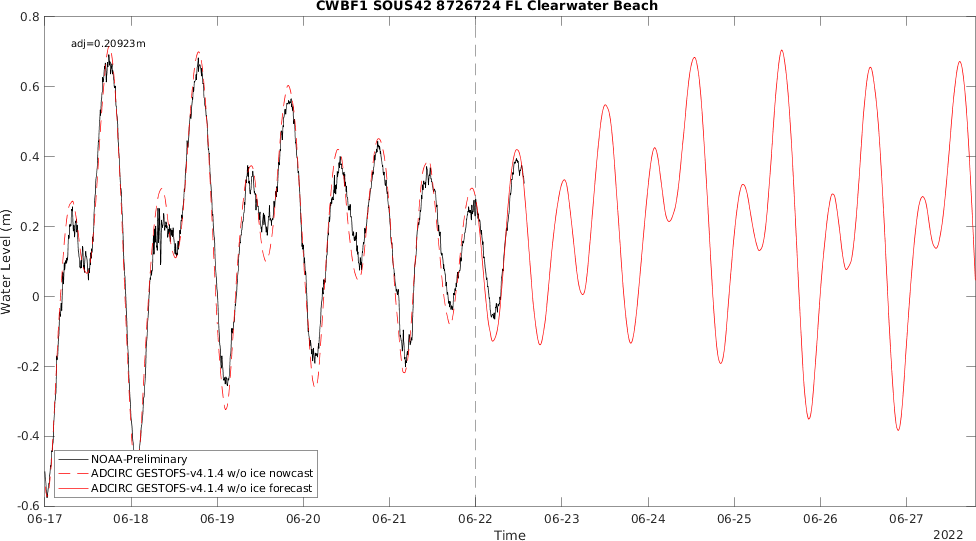 CWBF1 SOUS42 8726724 FL Clearwater Beach
adj=0.20923m
0.8
0.6
0.4
0.2
0
-0.2
-0.4
-0.6
Water Level (m)
NOAA-Preliminary
ADCIRC GESTOFS-v4.1.4 w/o ice nowcast
ADCIRC GESTOFS-v4.1.4 w/o ice forecast
06-17 06-18 06-19 06-20 06-21 06-22 06-23 06-24 06-25 06-26 06-27
Time
2022